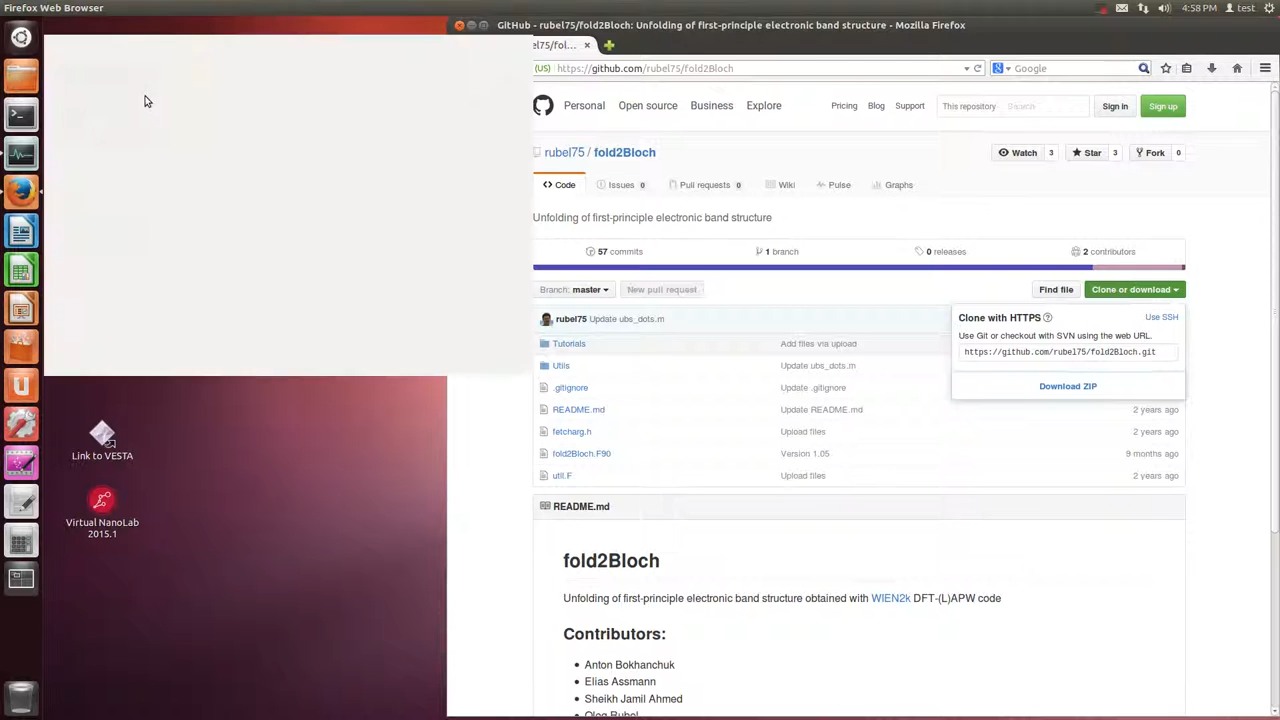 Firefox Web Browser
4:58 PM test
GitHub - rubel75/fold2Bloch: Unfolding of first-principle electronic band structure - Mozilla Firefox
(US) https://github.com/rubel75/fold2Bloch
Google
Personal Open source Business Explore
Pricing Blog Support
This repository Search
Sign in
Sign up
rubel75 / fold2Bloch
Watch 3
Star 3
Fork 0
Code Issues 0 Pull requests 0 Wiki Pulse Graphs
Unfolding of first-principle electronic band structure
57 commits 1 branch 0 releases 2 contributors
Branch: master
New pull request
Find file
Clone or download
Clone with HTTPS
Use SSH
Use Git or checkout with SVN using the web URL.
https://github.com/rubel75/fold2Bloch.git
Download ZIP
rubel75 Update ubs_dots.m
Tutorials Add files via upload
Utils Update ubs_dots.m
.gitignore Update .gitignore
README.md Update README.md 2 years ago
fetcharg.h Upload files 2 years ago
fold2Bloch.F90 Version 1.05 9 months ago
util.F Upload files 2 years ago
README.md
fold2Bloch
Unfolding of first-principle electronic band structure obtained with WIEN2k DFT-(L)APW code
Contributors:
Anton Bokhanchuk
Elias Assmann
Sheikh Jamil Ahmed
Oleg Rubel
Link to VESTA
Virtual NanoLab
2015.1